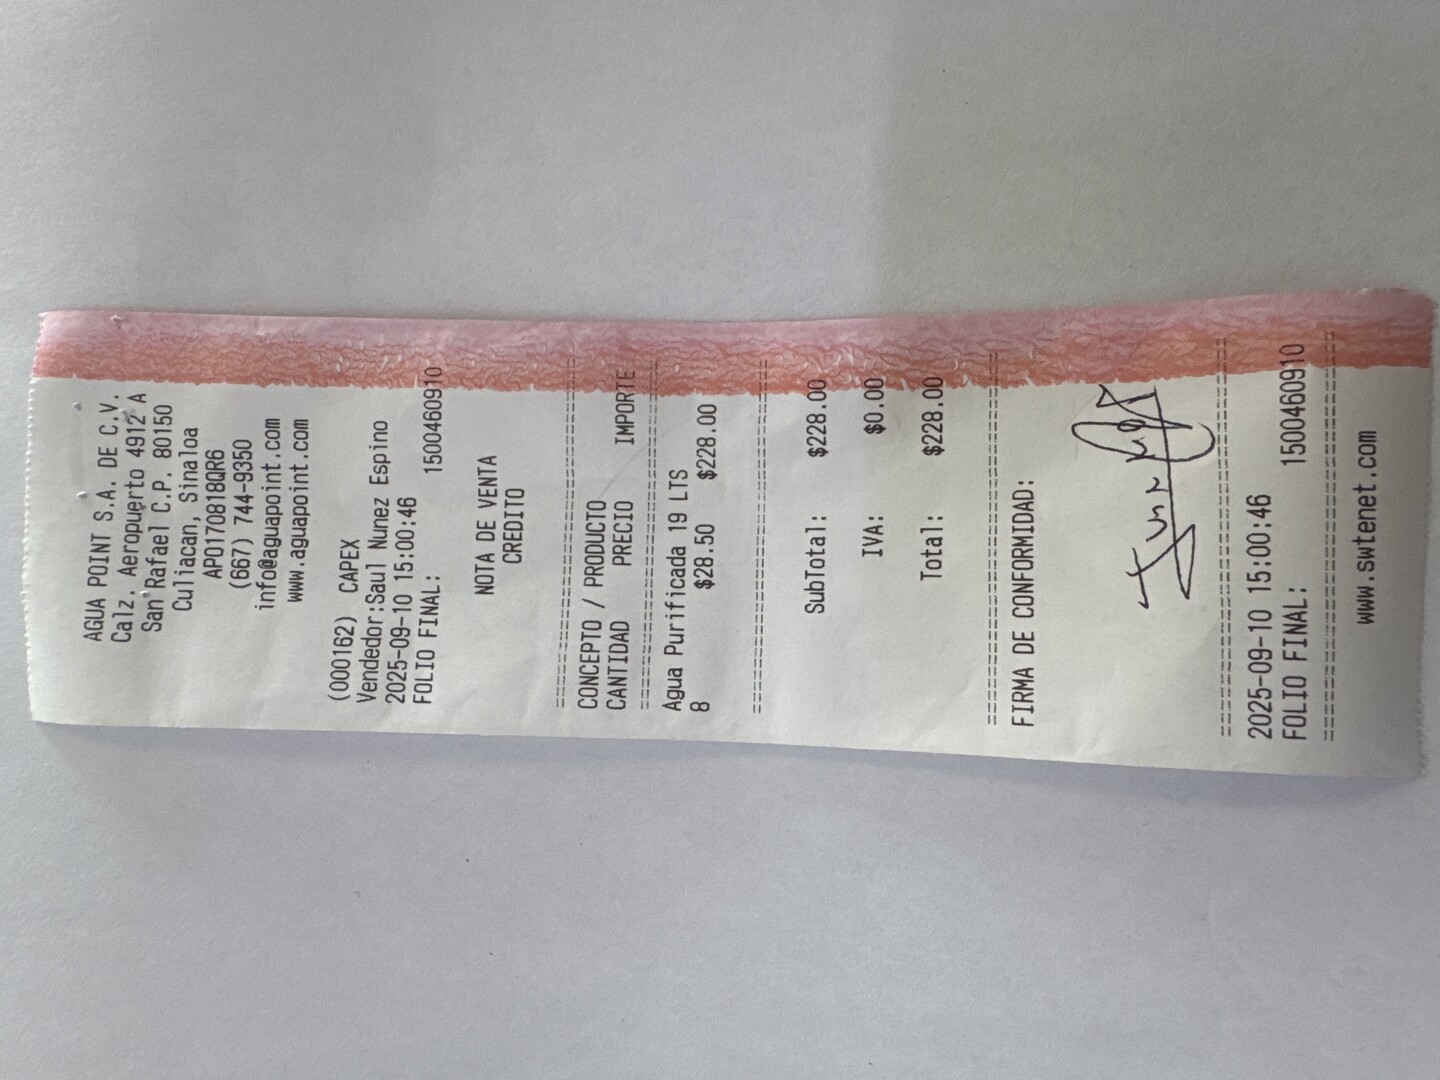 AGUA POINT S.A. DE C.V.
Calz. Aeropuerto 4912 A
San Rafael C.P. 80150
Culiacan, Sinaloa
APO170818QR6
(667) 744-9350
info@aguapoint.com
www.aguapoint.com
(000162) CAPEX
Vendedor:Saul Nunez Espino
2025-09-10 15:00:46
FOLIO FINAL: 1500460910
NOTA DE VENTA
CREDITO
==============================
CONCEPTO / PRODUCTO
CANTIDAD PRECIO IMPORTE
==============================
Agua Purificada 19 LTS
8 $28.50 $228.00
==============================
SubTotal: $228.00
IVA: $0.00
Total: $228.00
==============================
FIRMA DE CONFORMIDAD:
==============================
2025-09-10 15:00:46
FOLIO FINAL: 1500460910
==============================
www.swtenet.com